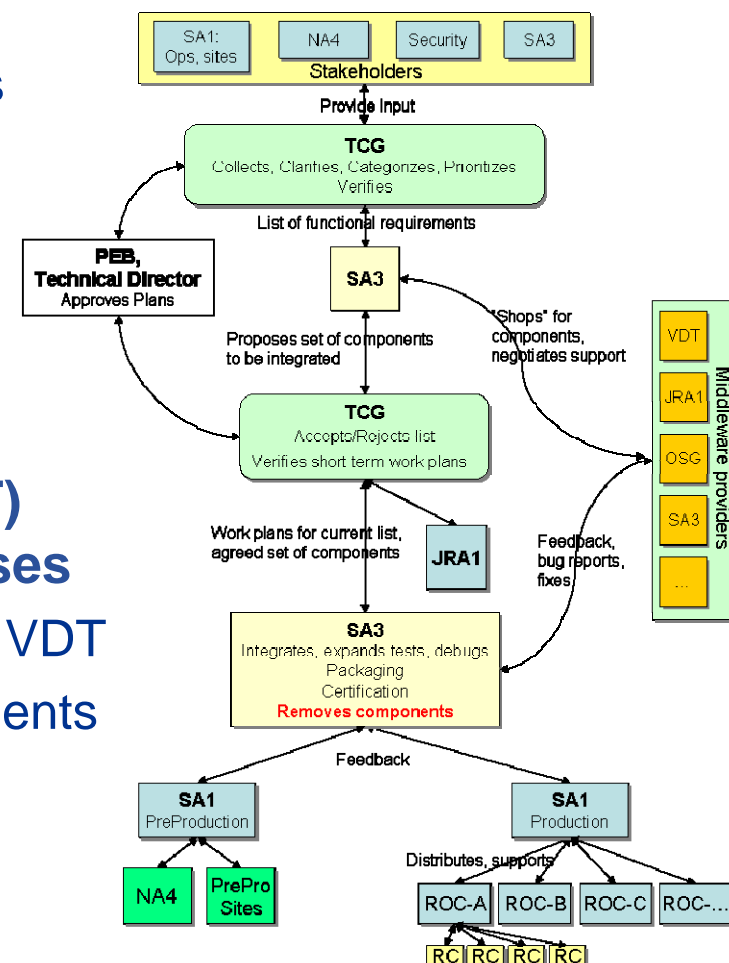 s
T)
ses
VDT
ents
SA1:
Ops, sites
NA4
Security
SA3
Stakeholders
Provide Input
TCG
Collects, Clarifies, Categorizes, Prioritizes
Verifies
List of functional requirements
PEB,
Technical Director
Approves Plans
SA3
"Shops" for
components,
negotiates support
Proposes set of components
to be integrated
TCG
Accepts/Rejects list
Verifies short term work plans
VDT
JRA1
OSG
SA3
...
Middleware providers
Work plans for current list,
agreed set of components
JRA1
Feedback,
bug reports,
fixes
SA3
Integrates, expands tests, debugs
Packaging
Certification
Removes components
Feedback
SA1
PreProduction
SA1
Production
NA4
PrePro
Sites
Distributes, supports
ROC-A
ROC-B
ROC-C
ROC-...
RC
RC
RC
RC